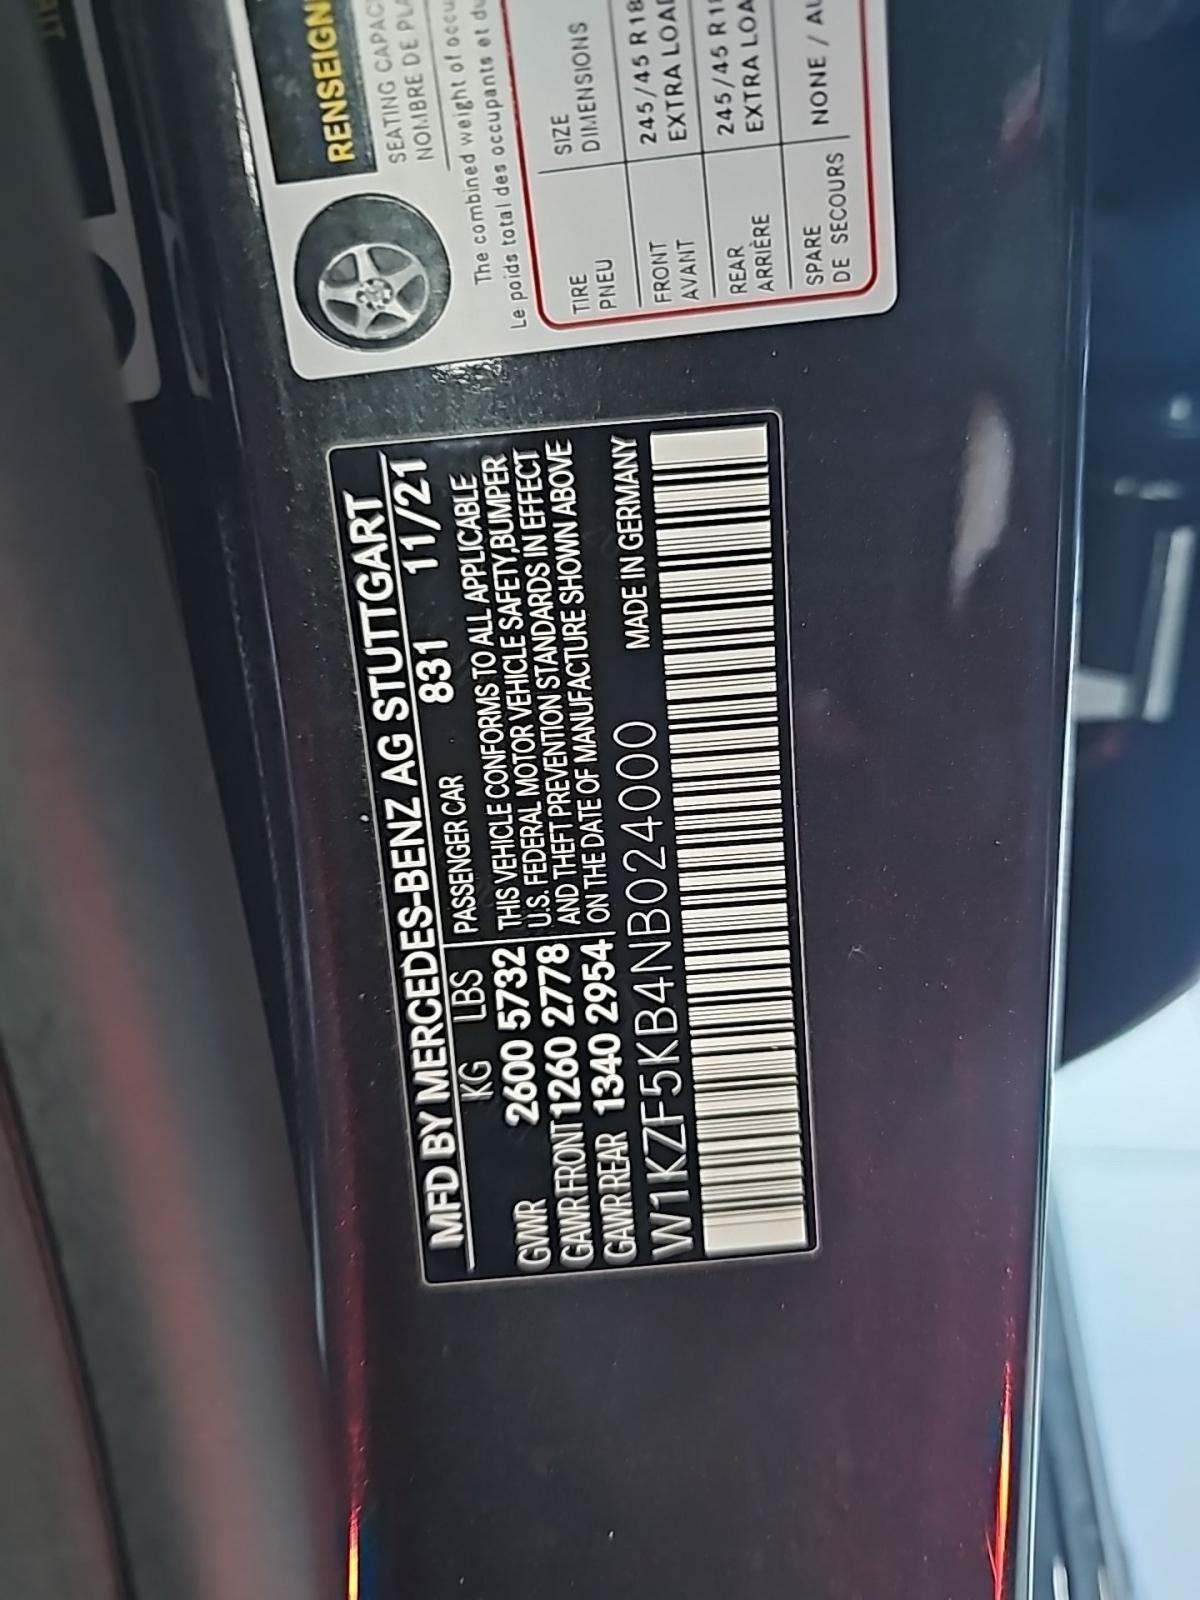 MFD BY MERCEDES-BENZ AG STUTTGART
KG LBS PASSENGER CAR 831 11/21
GVWR 2600 5732 THIS VEHICLE CONFORMS TO ALL APPLICABLE
GAWR FRONT 1260 2778 U.S. FEDERAL MOTOR VEHICLE SAFETY,BUMPER
GAWR REAR 1340 2954 AND THEFT PREVENTION STANDARDS IN EFFECT
ON THE DATE OF MANUFACTURE SHOWN ABOVE
W1KZF5KB4NB024000 MADE IN GERMANY
SEATING CAPAC
NOMBRE DE PLA
The combined weight of occu
Le poids total des occupants et du
TIRE SIZE
PNEU DIMENSIONS
FRONT 245/45 R18
AVANT EXTRA LOAD
REAR 245/45 R18
ARRIÈRE EXTRA LOA
SPARE NONE / AU
DE SECOURS
RENSEIGN